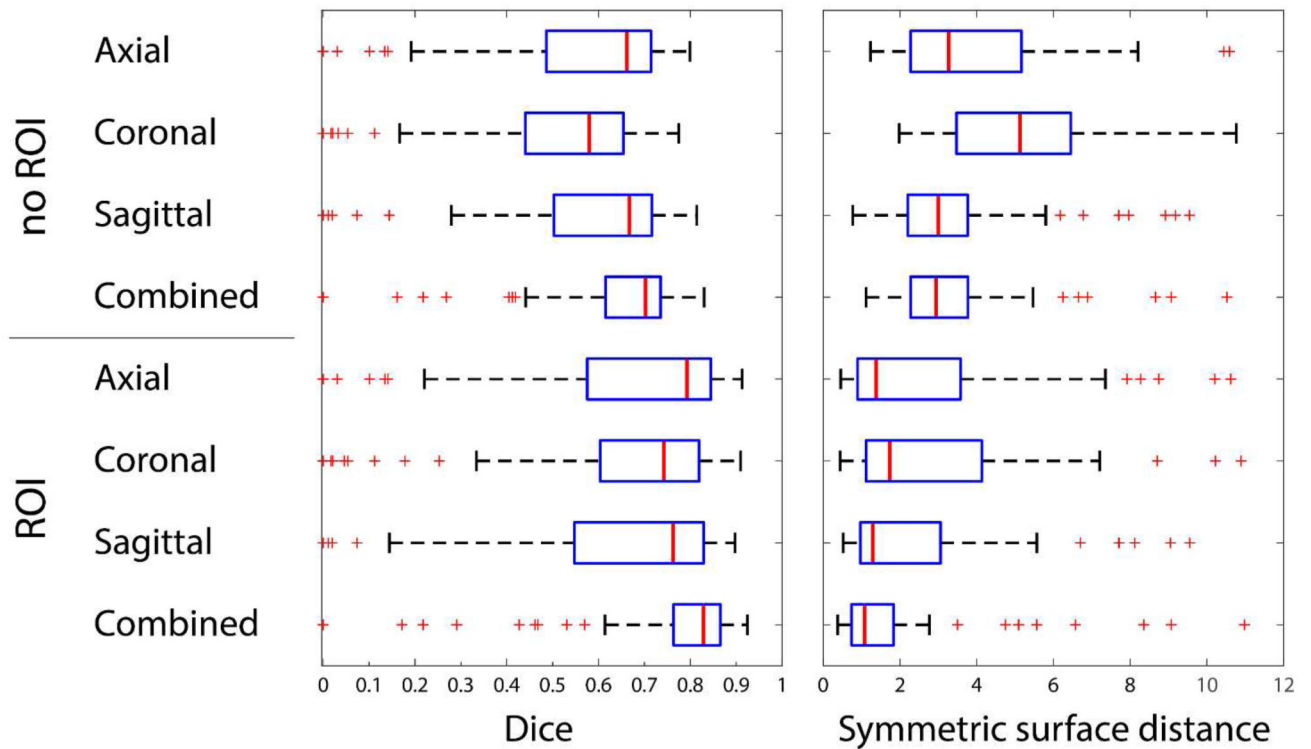 no ROI
Axial
Coronal
Sagittal
Combined
ROI
Axial
Coronal
Sagittal
Combined
0 0.1 0.2 0.3 0.4 0.5 0.6 0.7 0.8 0.9 1
Dice
0 2 4 6 8 10 12
Symmetric surface distance